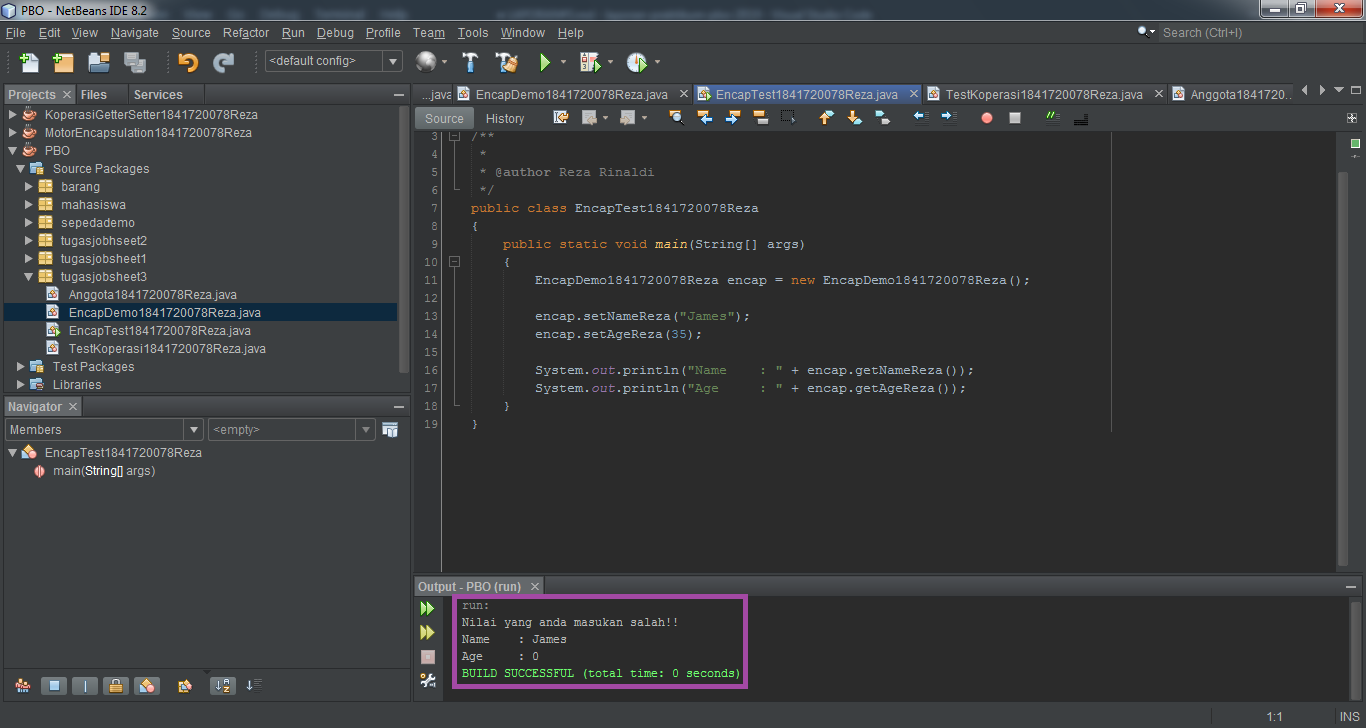 PBO - NetBeans IDE 8.2
File Edit View Navigate Source Refactor Run Debug Profile Team Tools Window Help
Search (Ctrl+I)
<default config>
Projects Files Services
KoperasiGetterSetter1841720078Reza
MotorEncapsulation1841720078Reza
PBO
Source Packages
barang
mahasiswa
sepedademo
tugasjobhseet2
tugasjobsheet1
tugasjobsheet3
Anggota1841720078Reza.java
EncapDemo1841720078Reza.java
EncapTest1841720078Reza.java
TestKoperasi1841720078Reza.java
Test Packages
Libraries
Navigator
Members
<empty>
EncapTest1841720078Reza
main(String[] args)
...java EncapDemo1841720078Reza.java EncapTest1841720078Reza.java TestKoperasi1841720078Reza.java Anggota1841720..
Source History
3 /**
4 *
5 * @author Reza Rinaldi
6 */
7 public class EncapTest1841720078Reza
8 {
9 public static void main(String[] args)
10 {
11 EncapDemo1841720078Reza encap = new EncapDemo1841720078Reza();
12
13 encap.setNameReza("James");
14 encap.setAgeReza(35);
15
16 System.out.println("Name    : " + encap.getNameReza());
17 System.out.println("Age     : " + encap.getAgeReza());
18 }
19 }
Output - PBO (run)
run:
Nilai yang anda masukan salah!!
Name    : James
Age     : 0
BUILD SUCCESSFUL (total time: 0 seconds)
1:1 INS